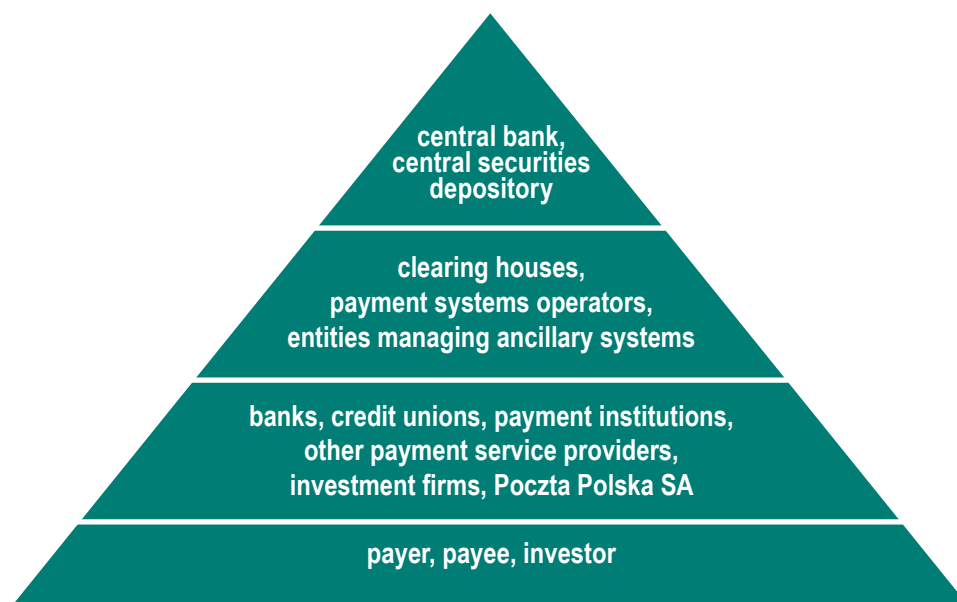 central bank,
central securities
depository
clearing houses,
payment systems operators,
entities managing ancillary systems
banks, credit unions, payment institutions,
other payment service providers,
investment firms, Poczta Polska SA
payer, payee, investor